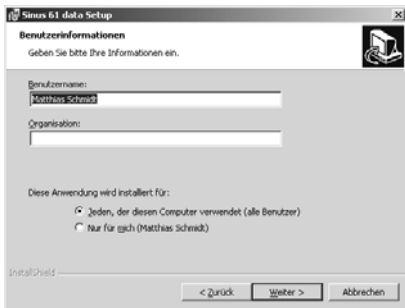 Sinus 61 data Setup
Benutzerinformationen
Geben Sie bitte Ihre Informationen ein.
Benutzername:
Matthias Schmidt
Organisation:
Diese Anwendung wird installiert für:
Jeden, der diesen Computer verwendet (alle Benutzer)
Nur für mich (Matthias Schmidt)
InstallShield
< Zurück Weiter > Abbrechen